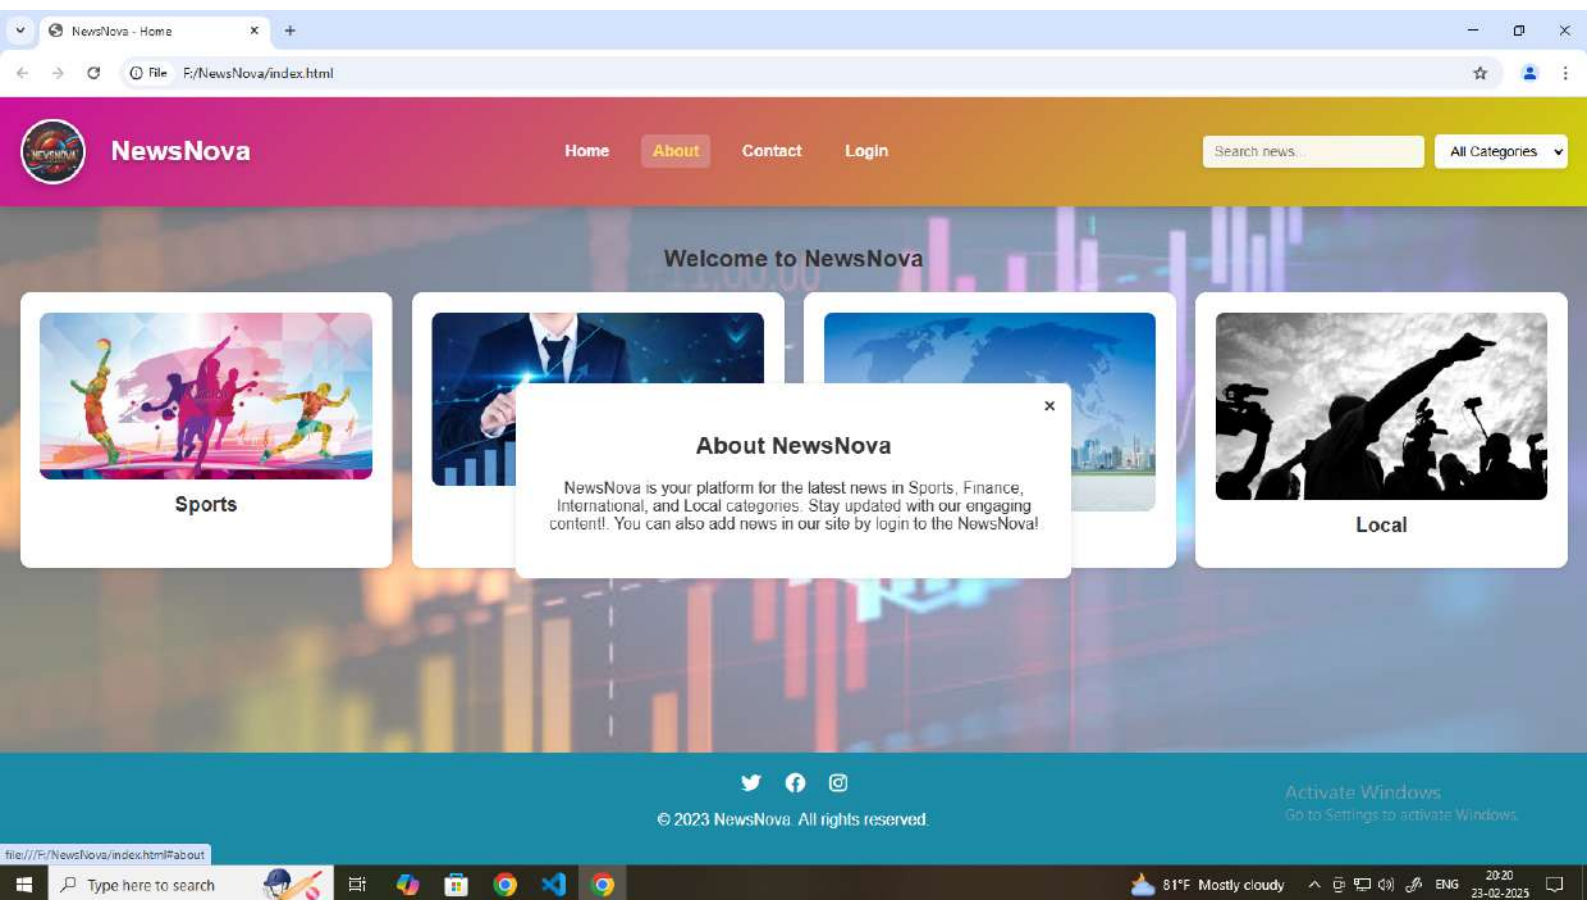 NewsNova - Home
File F:/NewsNova/index.html
NEWSNOVA
NewsNova
Home About Contact Login
Search news...
All Categories
Welcome to NewsNova
Sports
About NewsNova
NewsNova is your platform for the latest news in Sports, Finance,
International, and Local categories. Stay updated with our engaging
content!. You can also add news in our site by login to the NewsNova!
Local
© 2023 NewsNova. All rights reserved.
Activate Windows
Go to Settings to activate Windows.
file:///F:/NewsNova/index.html#about
Type here to search
81°F Mostly cloudy
ENG
20:20
23-02-2025